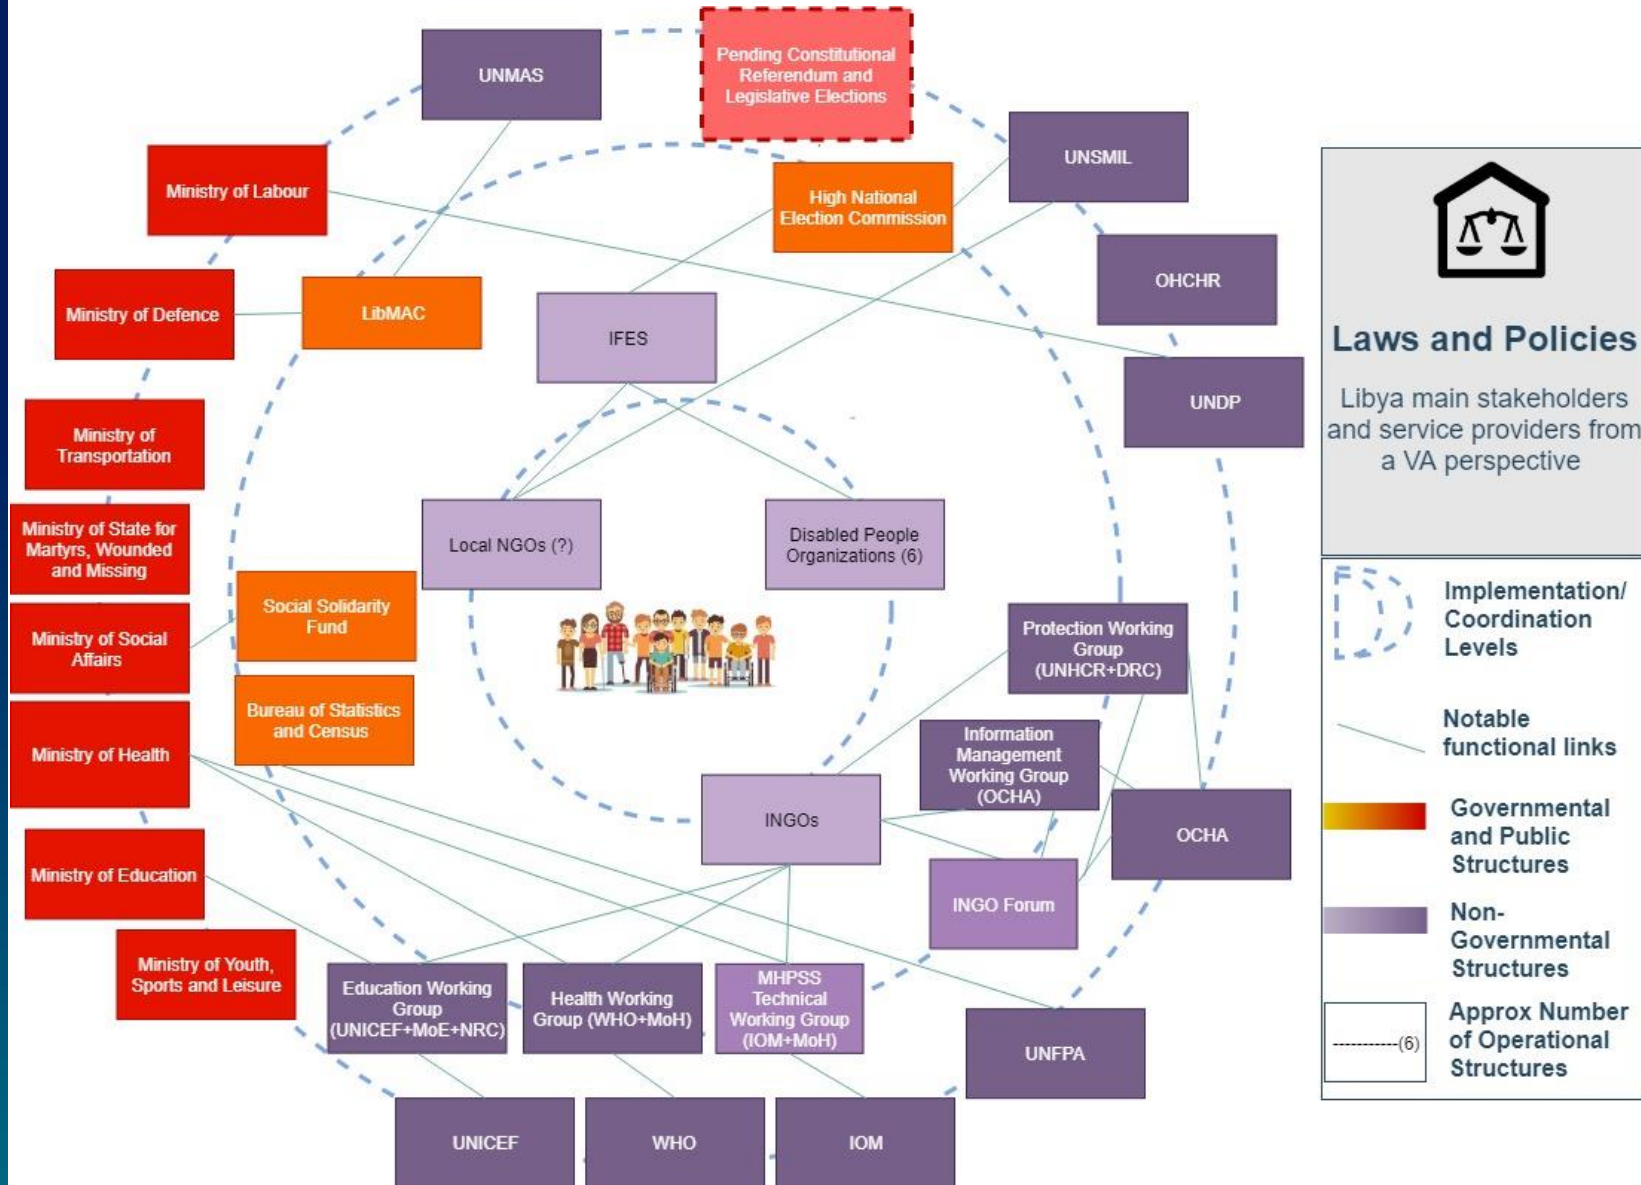 UNMAS
Pending Constitutional
Referendum and
Legislative Elections
UNSMIL
Ministry of Labour
High National
Election Commission
OHCHR
Ministry of Defence
LibMAC
IFES
UNDP
Ministry of
Transportation
Ministry of State for
Martyrs, Wounded
and Missing
Local NGOs (?)
Disabled People
Organizations (6)
Social Solidarity
Fund
Ministry of Social
Affairs
Protection Working
Group
(UNHCR+DRC)
Bureau of Statistics
and Census
Ministry of Health
Information
Management
Working Group
(OCHA)
INGOs
OCHA
Ministry of Education
INGO Forum
Ministry of Youth,
Sports and Leisure
Education Working
Group
(UNICEF+MoE+NRC)
Health Working
Group (WHO+MoH)
MHPSS
Technical
Working Group
(IOM+MoH)
UNFPA
UNICEF
WHO
IOM
Laws and Policies
Libya main stakeholders
and service providers from
a VA perspective
Implementation/
Coordination
Levels
Notable
functional links
Governmental
and Public
Structures
Non-
Governmental
Structures
-----------(6)
Approx Number
of Operational
Structures